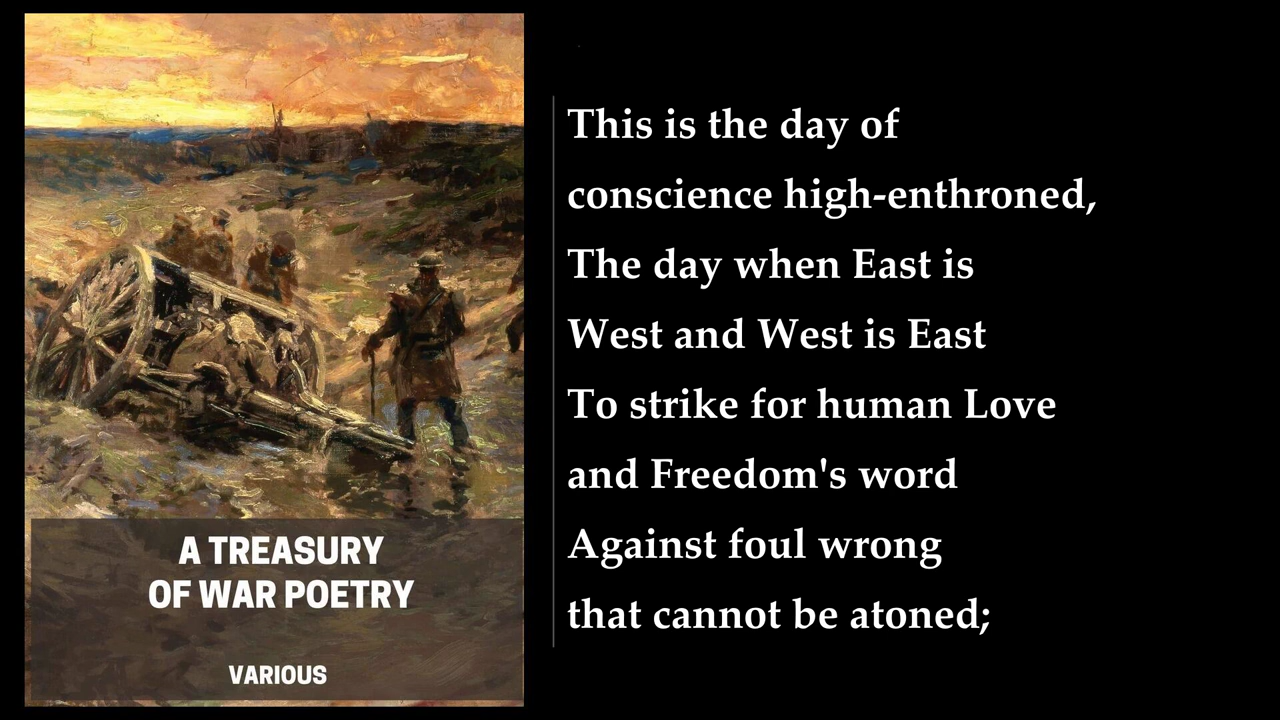 A TREASURY
OF WAR POETRY
VARIOUS
This is the day of
conscience high-enthroned,
The day when East is
West and West is East
To strike for human Love
and Freedom's word
Against foul wrong
that cannot be atoned;